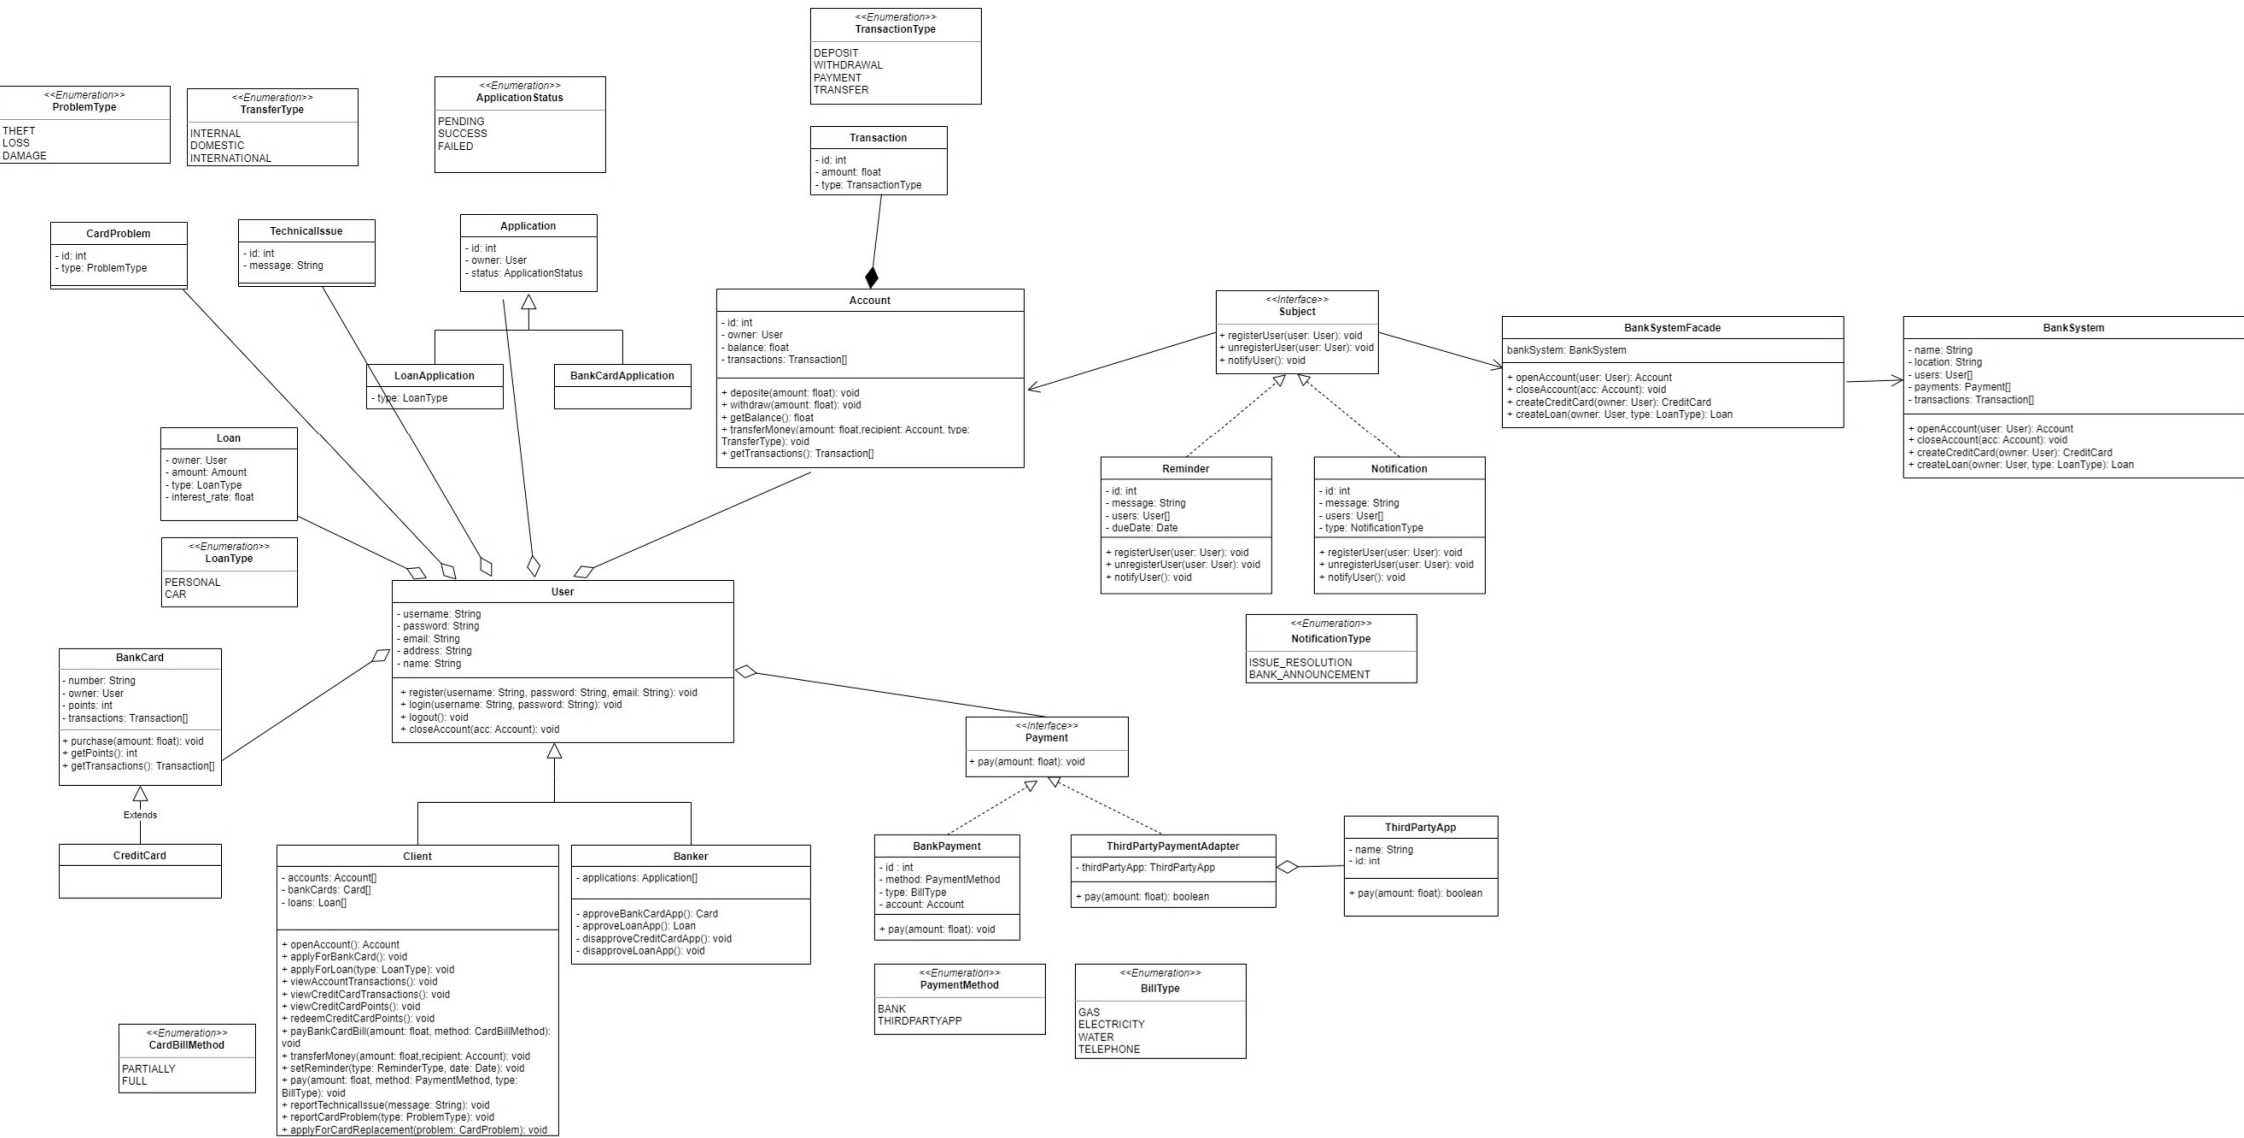 <<Enumeration>>
TransactionType
DEPOSIT
WITHDRAWAL
PAYMENT
TRANSFER
<<Enumeration>>
ProblemType
THEFT
LOSS
DAMAGE
<<Enumeration>>
TransferType
INTERNAL
DOMESTIC
INTERNATIONAL
<<Enumeration>>
ApplicationStatus
PENDING
SUCCESS
FAILED
Transaction
- id: int
- amount: float
- type: TransactionType
CardProblem
- id: int
- type: ProblemType
TechnicalIssue
- id: int
- message: String
Application
- id: int
- owner: User
- status: ApplicationStatus
LoanApplication
- type: LoanType
BankCardApplication
Account
- id: int
- owner: User
- balance: float
- transactions: Transaction[]
+ deposite(amount: float): void
+ withdraw(amount: float): void
+ getBalance(): float
+ transferMoney(amount: float,recipient: Account, type:
TransferType): void
+ getTransactions(): Transaction[]
<<Interface>>
Subject
+ registerUser(user: User): void
+ unregisterUser(user: User): void
+ notifyUser(): void
BankSystemFacade
bankSystem: BankSystem
+ openAccount(user: User): Account
+ closeAccount(acc: Account): void
+ createCreditCard(owner: User): CreditCard
+ createLoan(owner: User, type: LoanType): Loan
BankSystem
- name: String
- location: String
- users: User[]
- payments: Payment[]
- transactions: Transaction[]
+ openAccount(user: User): Account
+ closeAccount(acc: Account): void
+ createCreditCard(owner: User): CreditCard
+ createLoan(owner: User, type: LoanType): Loan
Loan
- owner: User
- amount: Amount
- type: LoanType
- interest_rate: float
<<Enumeration>>
LoanType
PERSONAL
CAR
Reminder
- id: int
- message: String
- users: User[]
- dueDate: Date
+ registerUser(user: User): void
+ unregisterUser(user: User): void
+ notifyUser(): void
Notification
- id: int
- message: String
- users: User[]
- type: NotificationType
+ registerUser(user: User): void
+ unregisterUser(user: User): void
+ notifyUser(): void
<<Enumeration>>
NotificationType
ISSUE_RESOLUTION
BANK_ANNOUNCEMENT
User
- username: String
- password: String
- email: String
- address: String
- name: String
+ register(username: String, password: String, email: String): void
+ login(username: String, password: String): void
+ logout(): void
+ closeAccount(acc: Account): void
BankCard
- number: String
- owner: User
- points: int
- transactions: Transaction[]
+ purchase(amount: float): void
+ getPoints(): int
+ getTransactions(): Transaction[]
Extends
CreditCard
<<Interface>>
Payment
+ pay(amount: float): void
Client
- accounts: Account[]
- bankCards: Card[]
- loans: Loan[]
+ openAccount(): Account
+ applyForBankCard(): void
+ applyForLoan(type: LoanType): void
+ viewAccountTransactions(): void
+ viewCreditCardTransactions(): void
+ viewCreditCardPoints(): void
+ redeemCreditCardPoints(): void
+ payBankCardBill(amount: float, method: CardBillMethod):
void
+ transferMoney(amount: float,recipient: Account): void
+ setReminder(type: ReminderType, date: Date): void
+ pay(amount: float, method: PaymentMethod, type:
BillType): void
+ reportTechnicalIssue(message: String): void
+ reportCardProblem(type: ProblemType): void
+ applyForCardReplacement(problem: CardProblem): void
Banker
- applications: Application[]
- approveBankCardApp(): Card
- approveLoanApp(): Loan
- disapproveCreditCardApp(): void
- disapproveLoanApp(): void
BankPayment
- id : int
- method: PaymentMethod
- type: BillType
- account: Account
+ pay(amount: float): void
ThirdPartyPaymentAdapter
- thirdPartyApp: ThirdPartyApp
+ pay(amount: float): boolean
ThirdPartyApp
- name: String
- id: int
+ pay(amount: float): boolean
<<Enumeration>>
PaymentMethod
BANK
THIRDPARTYAPP
<<Enumeration>>
BillType
GAS
ELECTRICITY
WATER
TELEPHONE
<<Enumeration>>
CardBillMethod
PARTIALLY
FULL